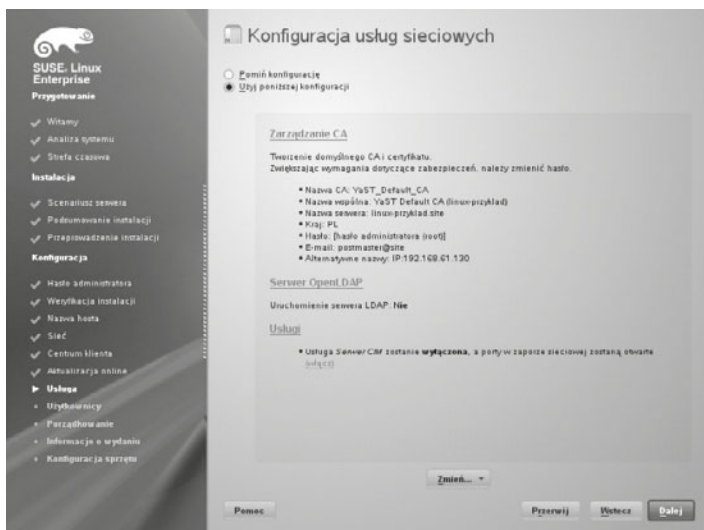 SUSE. Linux
Enterprise
Przygotowanie
Witamy
Analiza systemu
Strefa czasowa
Instalacja
Scenariusz serwera
Podsumowanie instalacji
Przeprowadzenie instalacji
Konfiguracja
Hasło administratora
Weryfikacja instalacji
Nazwa hosta
Sieć
Centrum klienta
Aktualizacja online
Usługa
Użytkownicy
Porządkowanie
Informacje o wydaniu
Konfiguracja sprzętu
Konfiguracja usług sieciowych
Pomiń konfigurację
Użyj poniższej konfiguracji
Zarządzanie CA
Tworzenie domyślnego CA i certyfikatu.
Zwiększając wymagania dotyczące zabezpieczeń, należy zmienić hasło.
Nazwa CA: YaST_Default_CA
Nazwa wspólna: YaST Default CA (linux-przyklad)
Nazwa serwera: linux-przyklad.site
Kraj: PL
Hasło: [hasło administratora (root)]
E-mail: postmaster@site
Alternatywne nazwy: IP:192.168.61.130
Serwer OpenLDAP
Uruchomienie serwera LDAP: Nie
Usługi
Usługa Serwer CIM zostanie wyłączona, a porty w zaporze sieciowej zostaną otwarte
(włącz)
Zmień...
Pomoc
Przerwij
Wstecz
Dalej